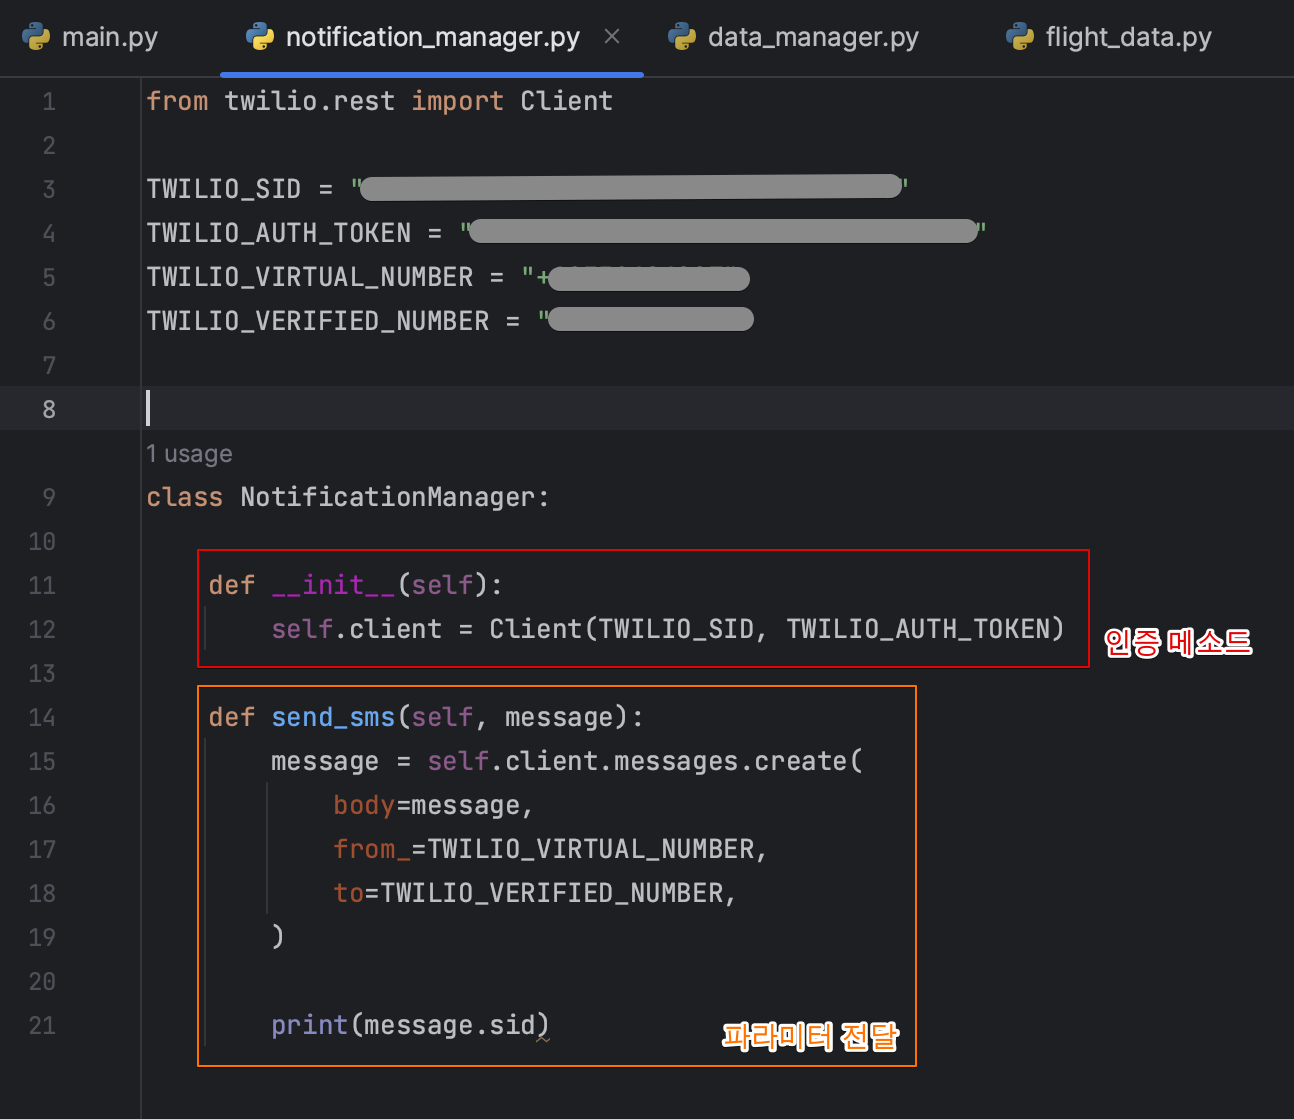 main.py notification_manager.py data_manager.py flight_data.py
1 from twilio.rest import Client
2
3 TWILIO_SID = ""
4 TWILIO_AUTH_TOKEN = ""
5 TWILIO_VIRTUAL_NUMBER = "+
6 TWILIO_VERIFIED_NUMBER = "
7
8
1 usage
9 class NotificationManager:
10
11 def __init__(self):
12 self.client = Client(TWILIO_SID, TWILIO_AUTH_TOKEN)
인증 메소드
13
14 def send_sms(self, message):
15 message = self.client.messages.create(
16 body=message,
17 from_=TWILIO_VIRTUAL_NUMBER,
18 to=TWILIO_VERIFIED_NUMBER,
19 )
20
21 print(message.sid)
파라미터 전달